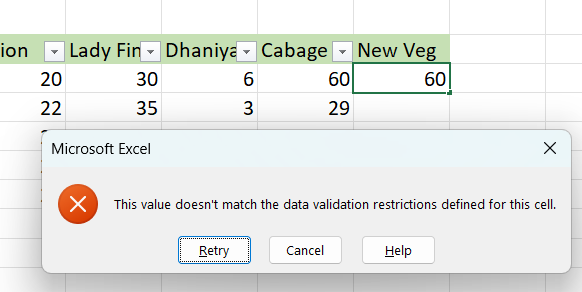 ion Lady Fin Dhaniya Cabage New Veg
20 30 6 60 60
22 35 3 29
Microsoft Excel
This value doesn't match the data validation restrictions defined for this cell.
Retry Cancel Help